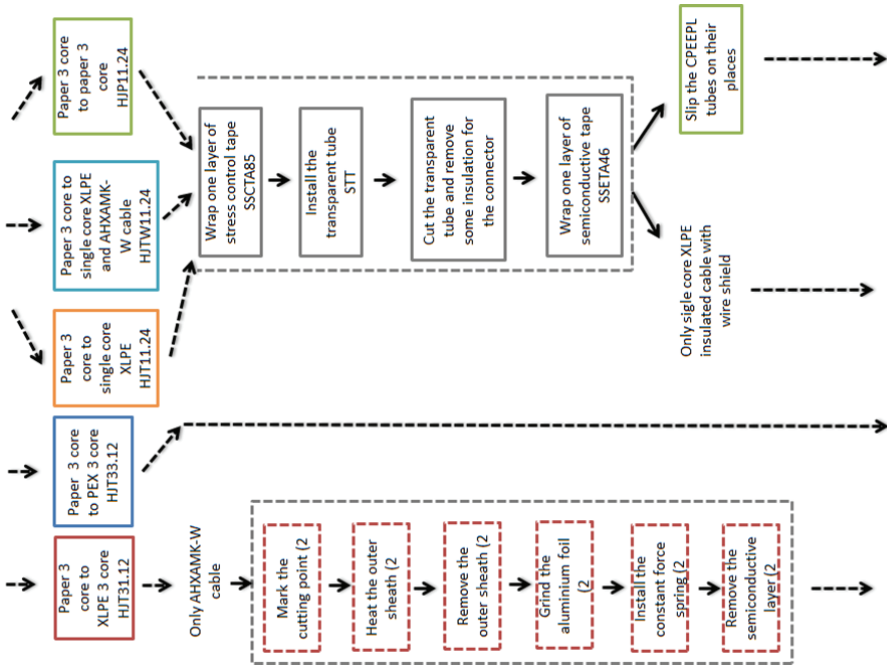 Paper 3
core to
XLPE 3 core
HJT31.12
Paper 3 core
to PEX 3 core
HJT33.12
Paper 3
core to
single core
XLPE
HJT11.24
Paper 3 core to
single core XLPE
and AHXAMK-
W cable
HJTW11.24
Paper 3 core
to paper 3
core
HJP11.24
Only AHXAMK-W
cable
Mark the
cutting point (2
Heat the outer
sheath (2
Remove the
outer sheath (2
Grind the
aluminium foil
(2
Install the
constant force
spring (2
Remove the
semiconductive
layer (2
Wrap one layer of
stress control tape
SSCTA85
Install the
transparent tube
STT
Cut the transparent
tube and remove
some insulation for
the connector
Wrap one layer of
semiconductive tape
SSETA46
Only sigle core XLPE
insulated cable with
wire shield
Slip the CPEEPL
tubes on their
places